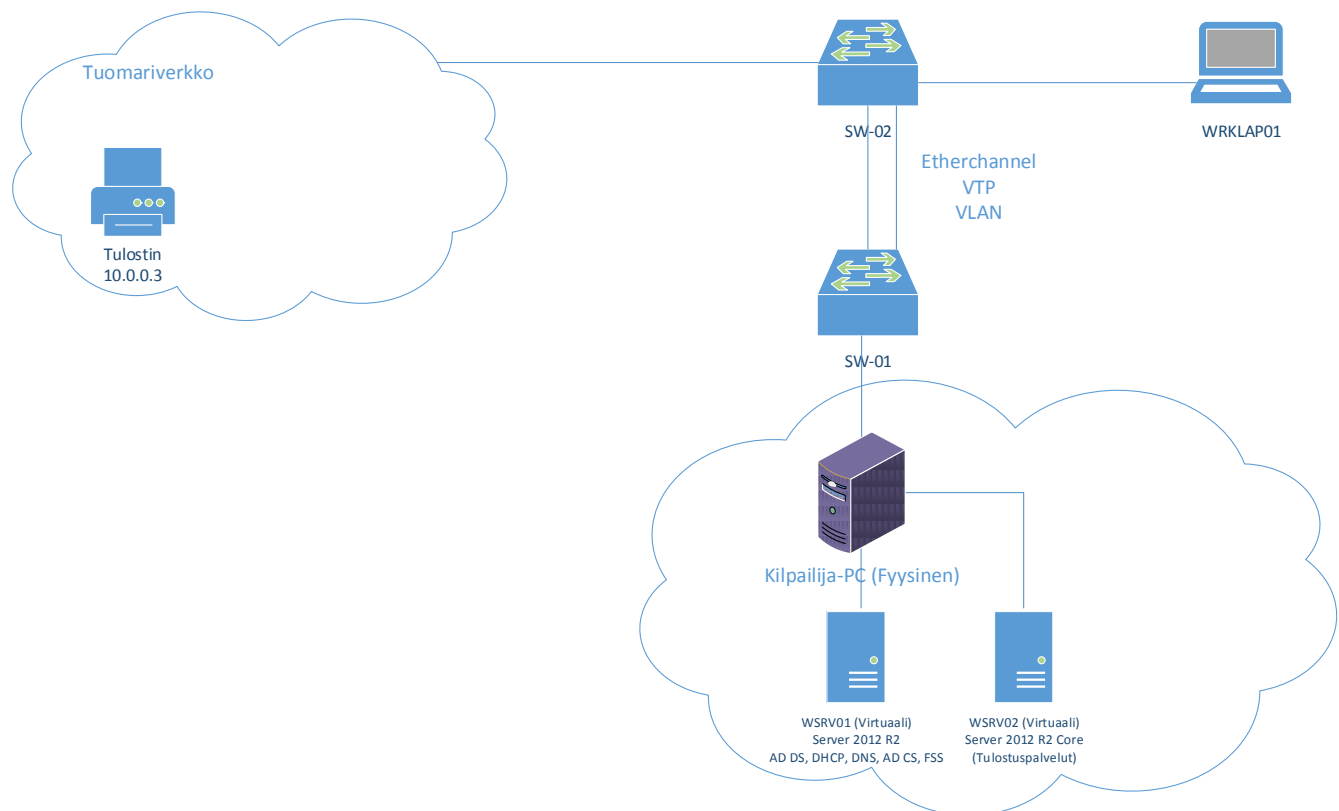 Tuomariverkko
SW-02
WRKLAP01
Etherchannel
VTP
VLAN
Tulostin
10.0.0.3
SW-01
Kilpailija-PC (Fyysinen)
WSRV01 (Virtuaali)
Server 2012 R2
AD DS, DHCP, DNS, AD CS, FSS
WSRV02 (Virtuaali)
Server 2012 R2 Core
(Tulostuspalvelut)